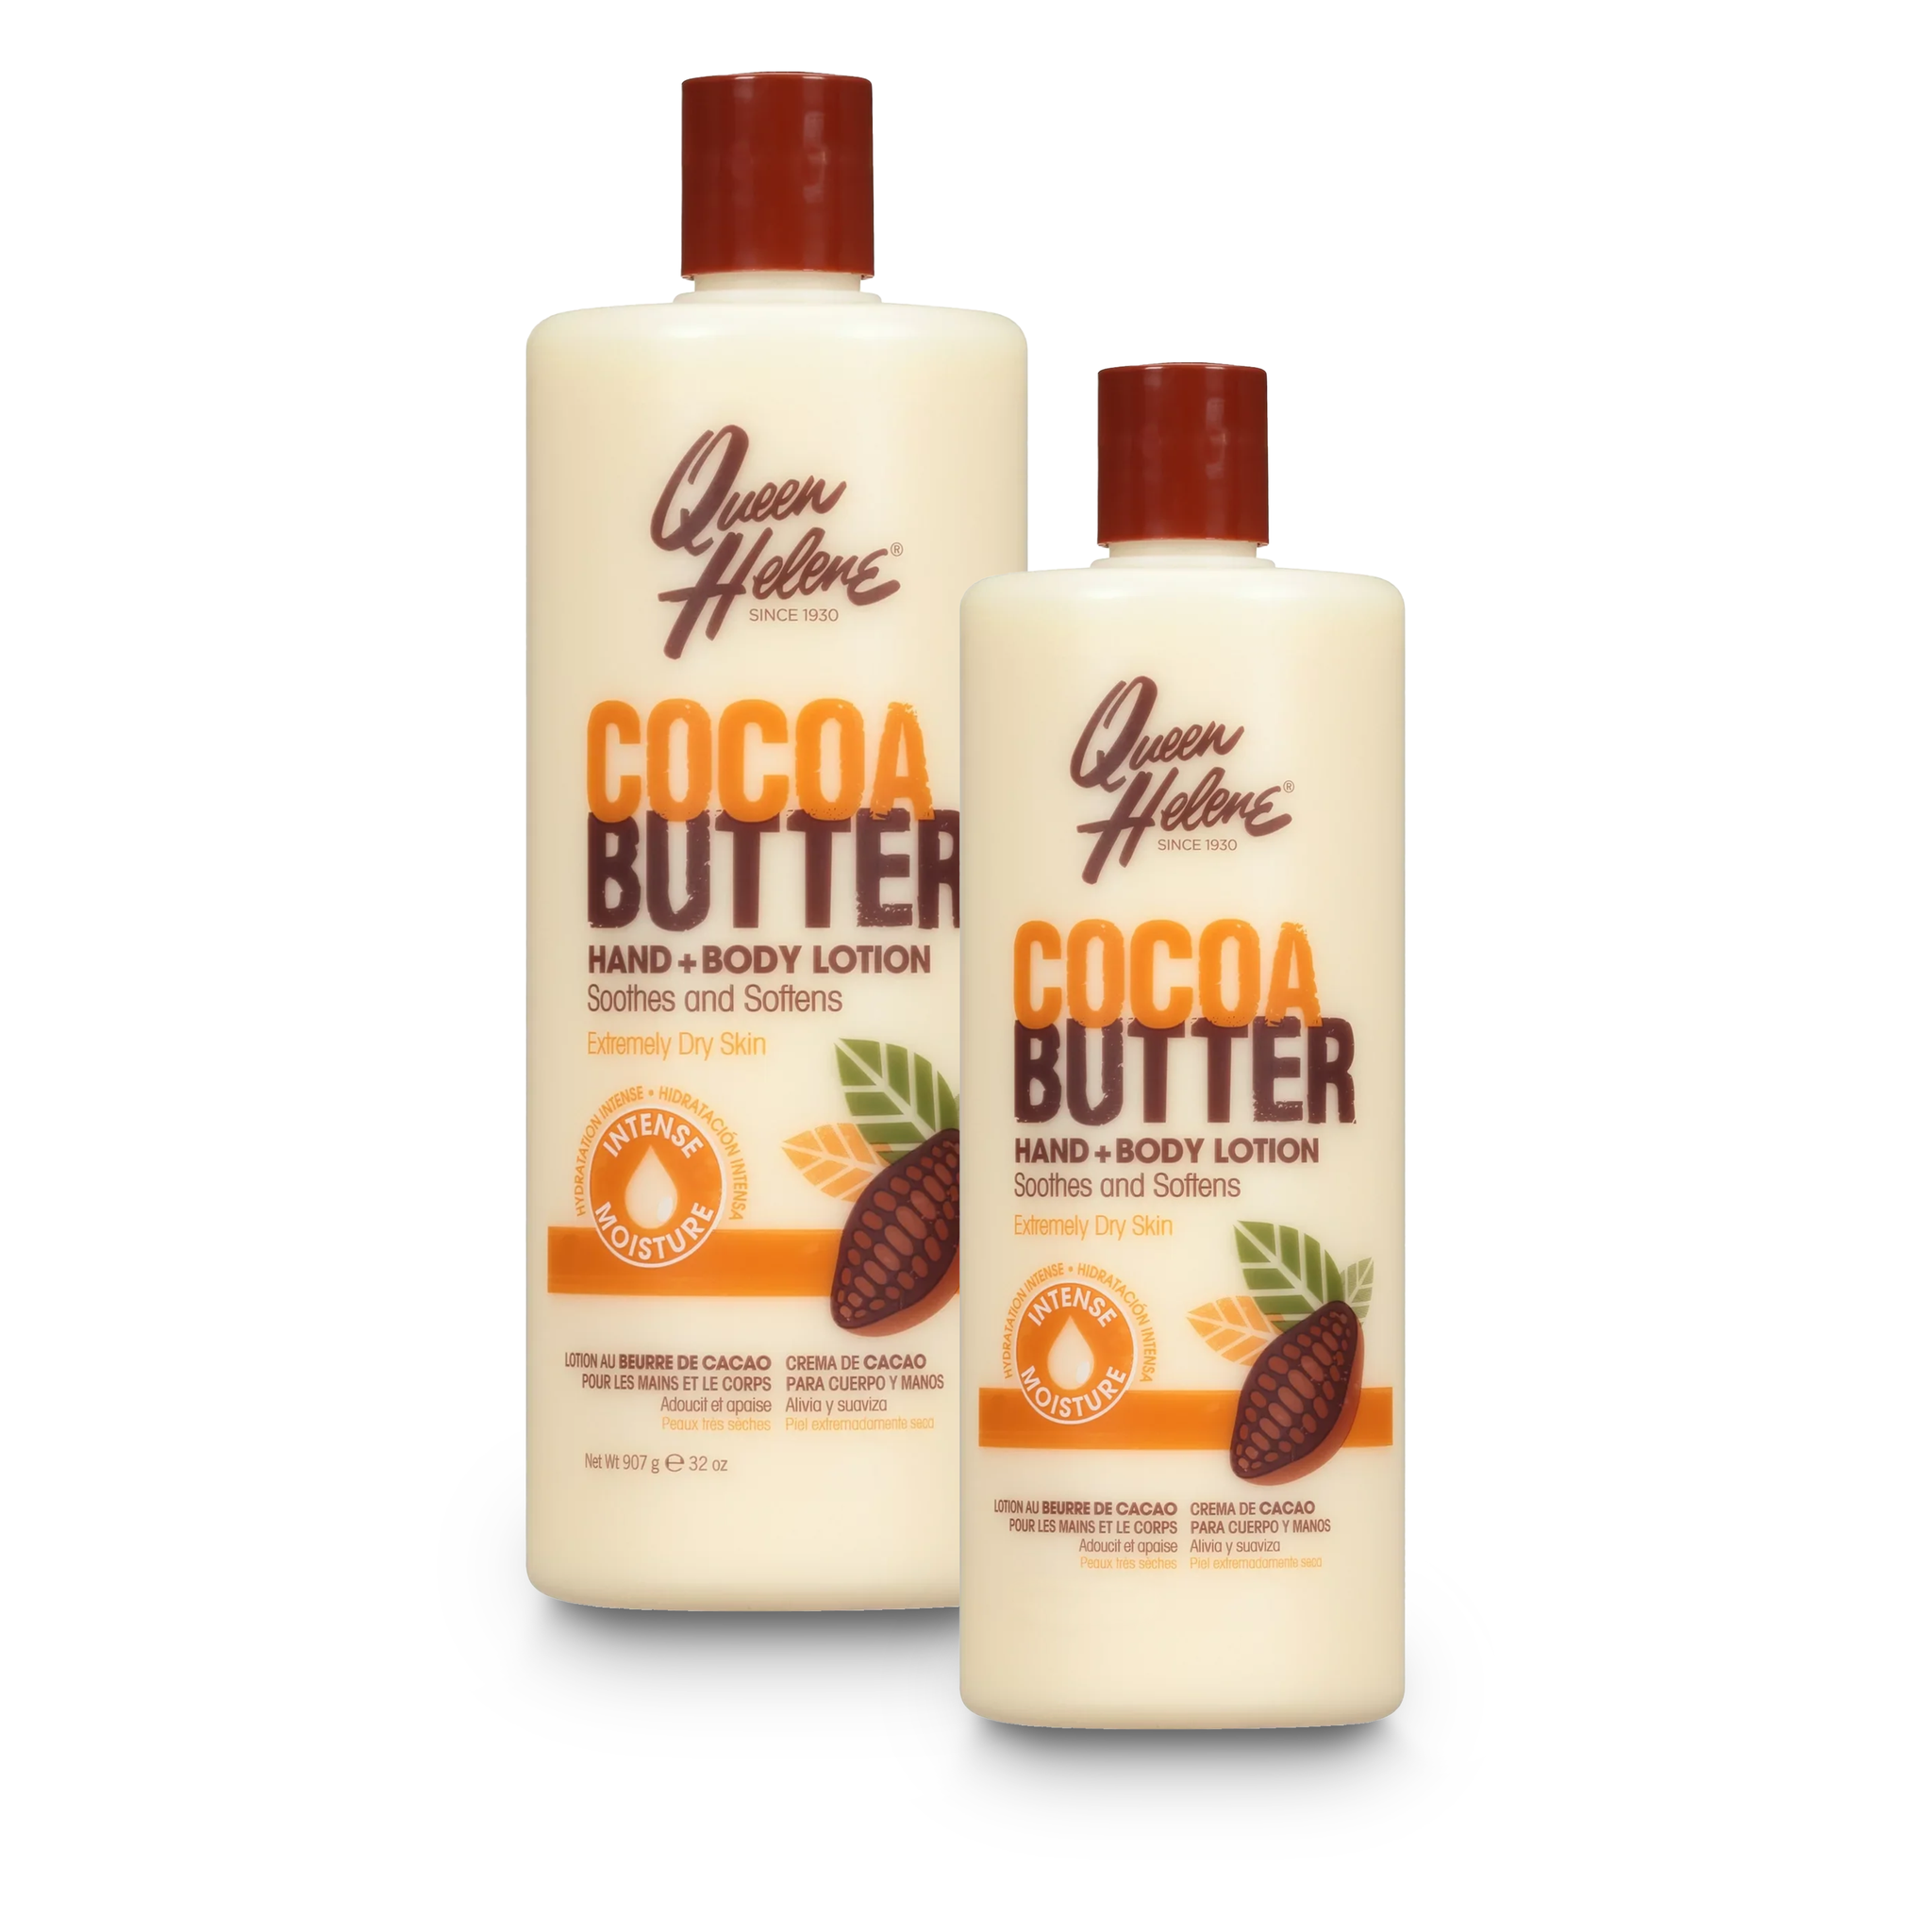 Queen
Helene®
SINCE 1930
COCOA
BUTTER
HAND + BODY LOTION
Soothes and Softens
Extremely Dry Skin
HYDRATATION INTENSE • HIDRATACIÓN INTENSA
INTENSE
MOISTURE
LOTION AU BEURRE DE CACAO
POUR LES MAINS ET LE CORPS
Adoucit et apaise
Peaux très sèches
CREMA DE CACAO
PARA CUERPO Y MANOS
Alivia y suaviza
Piel extremadamente seca
Net Wt 907 g ℮ 32 oz
Queen
Helene®
SINCE 1930
COCOA
BUTTER
HAND + BODY LOTION
Soothes and Softens
Extremely Dry Skin
HYDRATATION INTENSE • HIDRATACIÓN INTENSA
INTENSE
MOISTURE
LOTION AU BEURRE DE CACAO
POUR LES MAINS ET LE CORPS
Adoucit et apaise
Peaux très sèches
CREMA DE CACAO
PARA CUERPO Y MANOS
Alivia y suaviza
Piel extremadamente seca